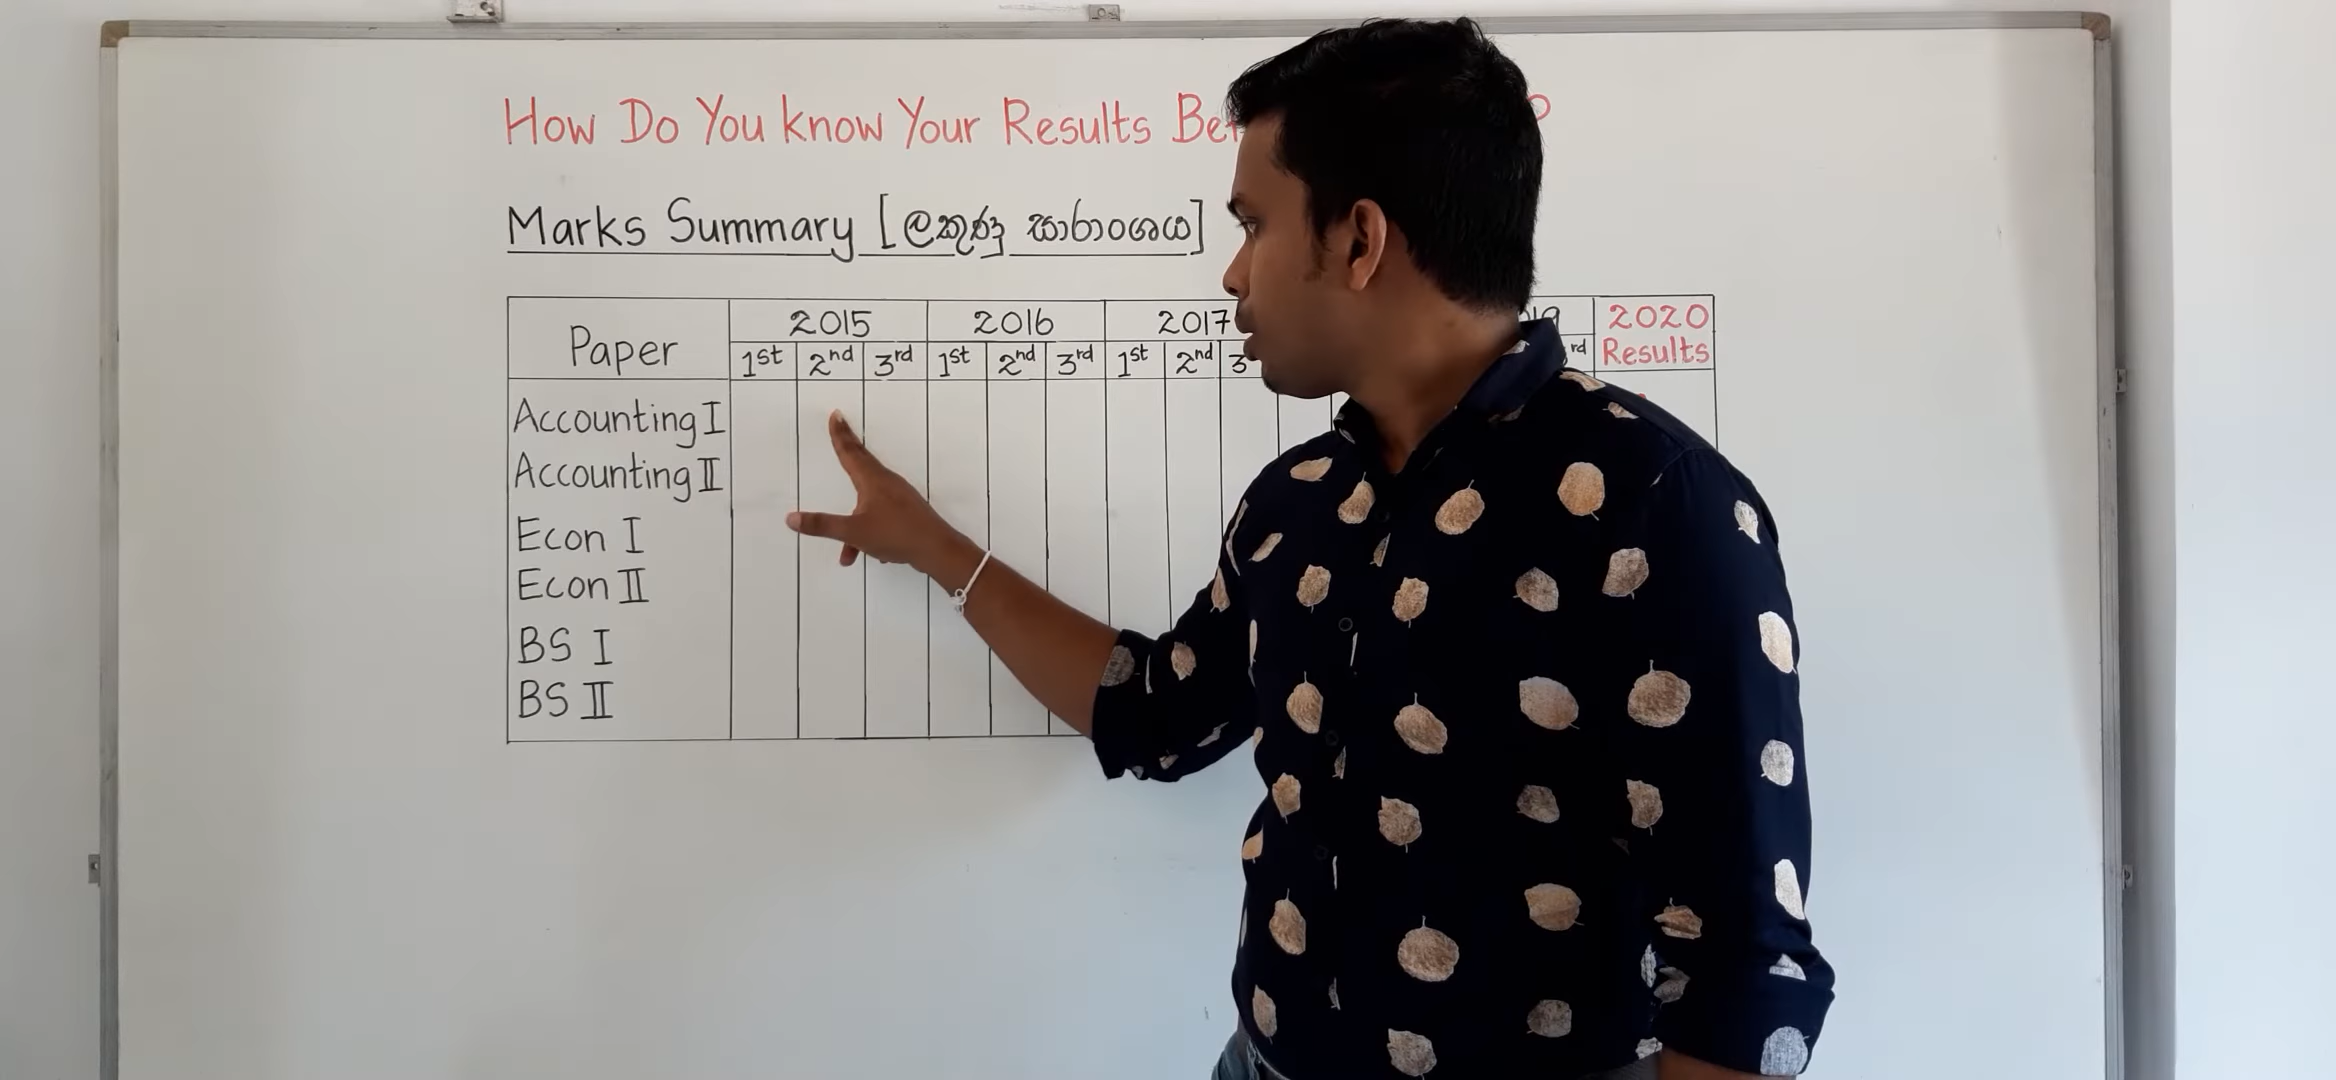 How Do You know Your Results
Marks Summary [ලකුණු සාරාංශය]
Paper 2015 2016 2017 2020
1st 2nd 3rd 1st 2nd 3rd 1st 2nd rd Results
Accounting I
Accounting II
Econ I
Econ II
BS I
BS II